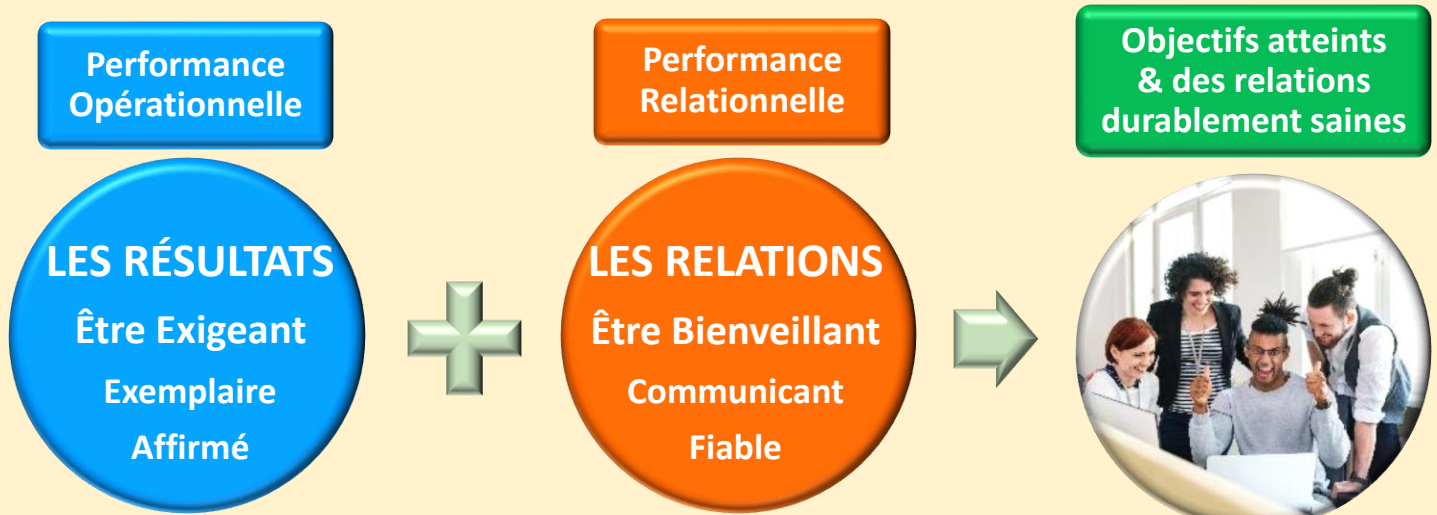 Performance
Opérationnelle
LES RÉSULTATS
Être Exigeant
Exemplaire
Affirmé
Performance
Relationnelle
LES RELATIONS
Être Bienveillant
Communicant
Fiable
Objectifs atteints
& des relations
durablement saines